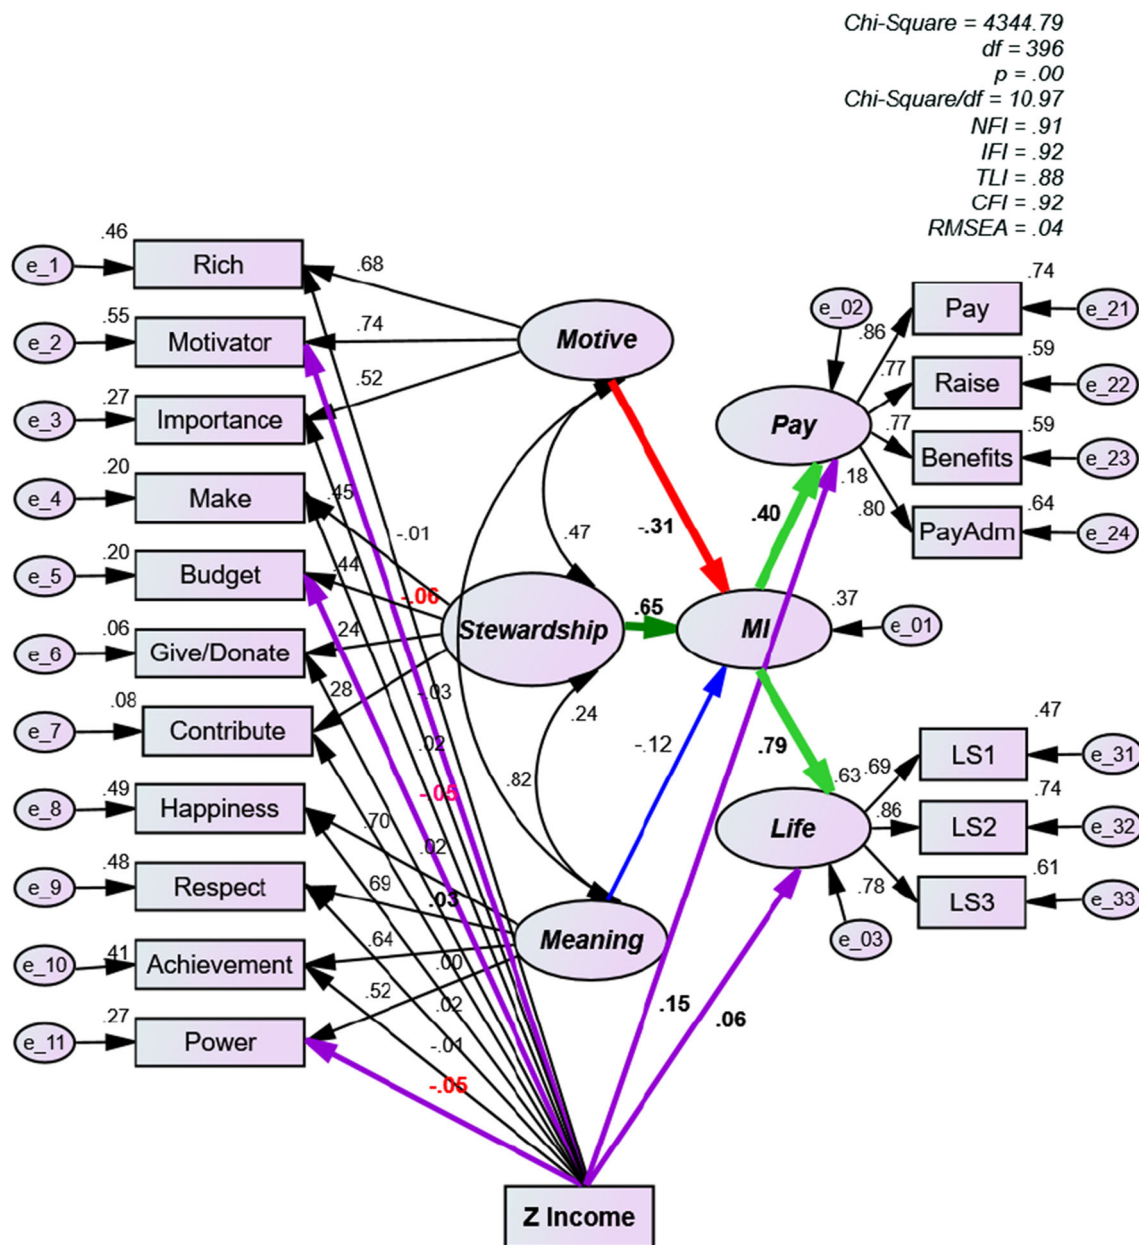 Chi-Square = 4344.79
df = 396
p = .00
Chi-Square/df = 10.97
NFI = .91
IFI = .92
TLI = .88
CFI = .92
RMSEA = .04
e_1 .46 Rich .68
e_2 .55 Motivator .74
e_3 .27 Importance .52
Motive
e_4 .20 Make .45
e_5 .20 Budget .44
e_6 .06 Give/Donate .24
e_7 .08 Contribute .28
Stewardship
e_8 .49 Happiness .70
e_9 .48 Respect .69
e_10 .41 Achievement .64
e_11 .27 Power .52
Meaning
-.01
-.06
-.03
.02
-.05
.02
.03
.00
.02
-.01
-.05
.47
.24
.82
-.31
.65
-.12
MI .37 e_01
.40
.79
e_02
Pay .18
.86 Pay .74 e_21
.77 Raise .59 e_22
.77 Benefits .59 e_23
.80 PayAdm .64 e_24
Life .63
e_03
.69 LS1 .47 e_31
.86 LS2 .74 e_32
.78 LS3 .61 e_33
.15
.06
Z Income